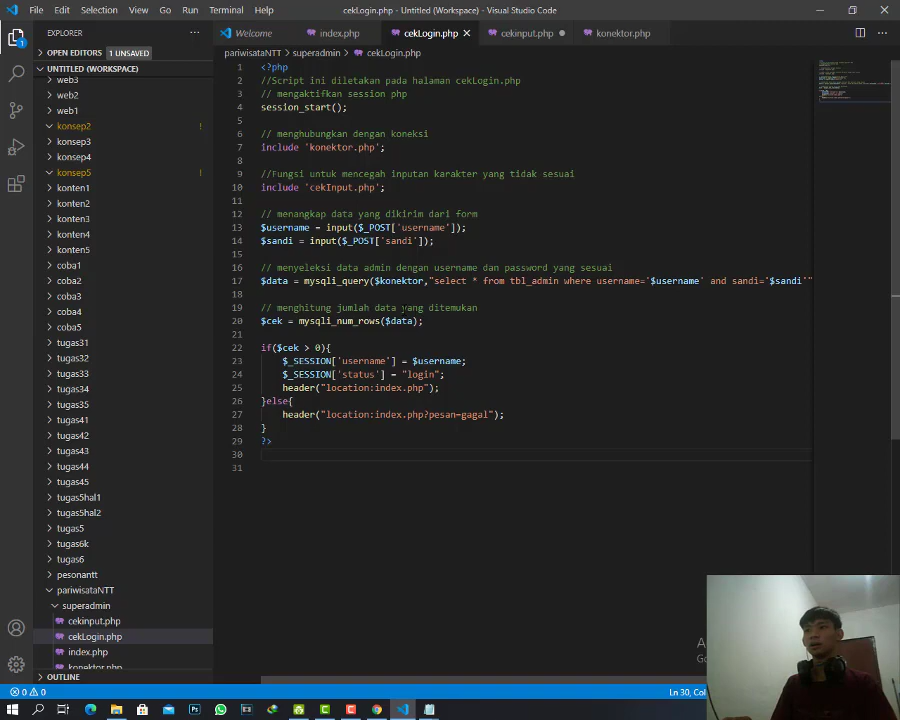 File Edit Selection View Go Run Terminal Help cekLogin.php - Untitled (Workspace) - Visual Studio Code
EXPLORER
OPEN EDITORS 1 UNSAVED
UNTITLED (WORKSPACE)
web3
web2
web1
konsep2 !
konsep3
konsep4
konsep5 !
konten1
konten2
konten3
konten4
konten5
coba1
coba2
coba3
coba4
coba5
tugas31
tugas32
tugas33
tugas34
tugas35
tugas41
tugas42
tugas43
tugas44
tugas45
tugas5hal1
tugas5hal2
tugas5
tugas6k
tugas6
pesonantt
pariwisataNTT
superadmin
cekinput.php
cekLogin.php
index.php
konektor.php
OUTLINE
Welcome index.php cekLogin.php cekinput.php konektor.php
pariwisataNTT > superadmin > cekLogin.php
1 <?php
2 //Script ini diletakan pada halaman cekLogin.php
3 // mengaktifkan session php
4 session_start();
5
6 // menghubungkan dengan koneksi
7 include 'konektor.php';
8
9 //Fungsi untuk mencegah inputan karakter yang tidak sesuai
10 include 'cekInput.php';
11
12 // menangkap data yang dikirim dari form
13 $username = input($_POST['username']);
14 $sandi = input($_POST['sandi']);
15
16 // menyeleksi data admin dengan username dan password yang sesuai
17 $data = mysqli_query($konektor,"select * from tbl_admin where username='$username' and sandi='$sandi'"
18
19 // menghitung jumlah data yang ditemukan
20 $cek = mysqli_num_rows($data);
21
22 if($cek > 0){
23 $_SESSION['username'] = $username;
24 $_SESSION['status'] = "login";
25 header("location:index.php");
26 }else{
27 header("location:index.php?pesan=gagal");
28 }
29 ?>
30
31
0 0 Ln 30,